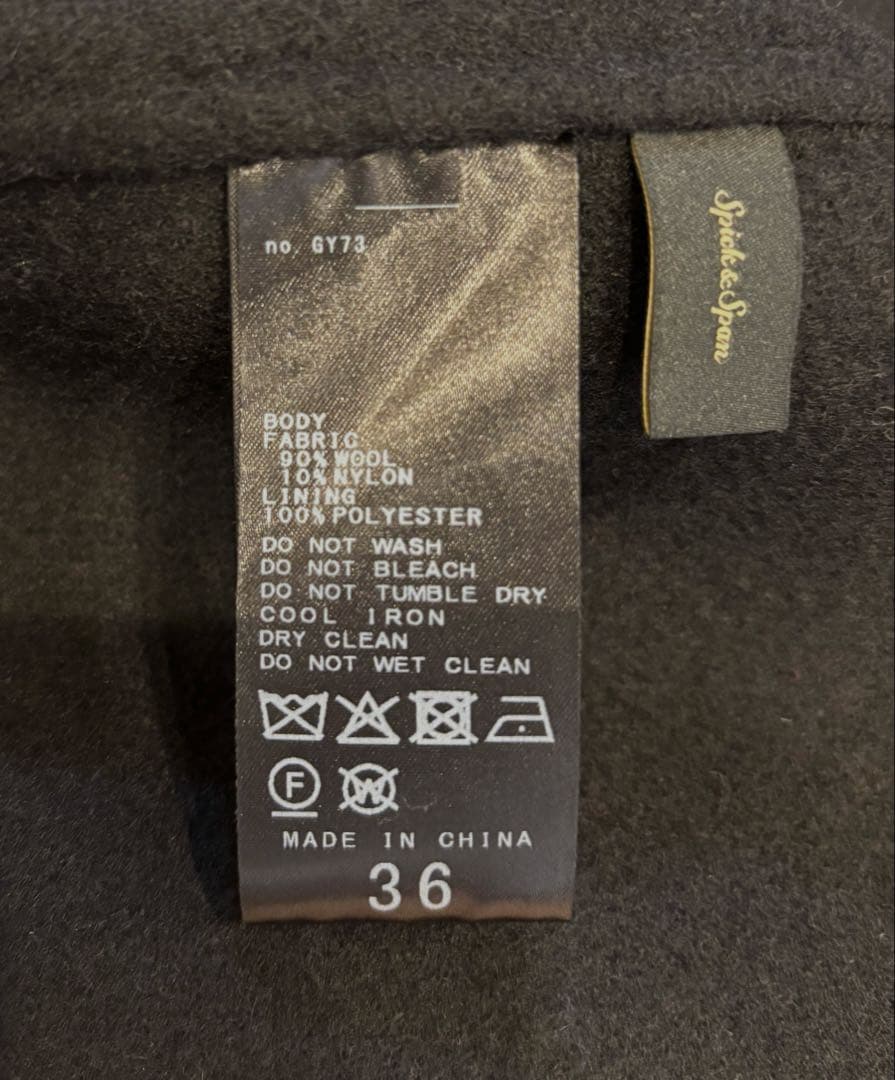 no. GY73
BODY
FABRIC
90% WOOL
10% NYLON
LINING
100% POLYESTER
DO NOT WASH
DO NOT BLEACH
DO NOT TUMBLE DRY
COOL IRON
DRY CLEAN
DO NOT WET CLEAN
F W
MADE IN CHINA
36
Spick & Span